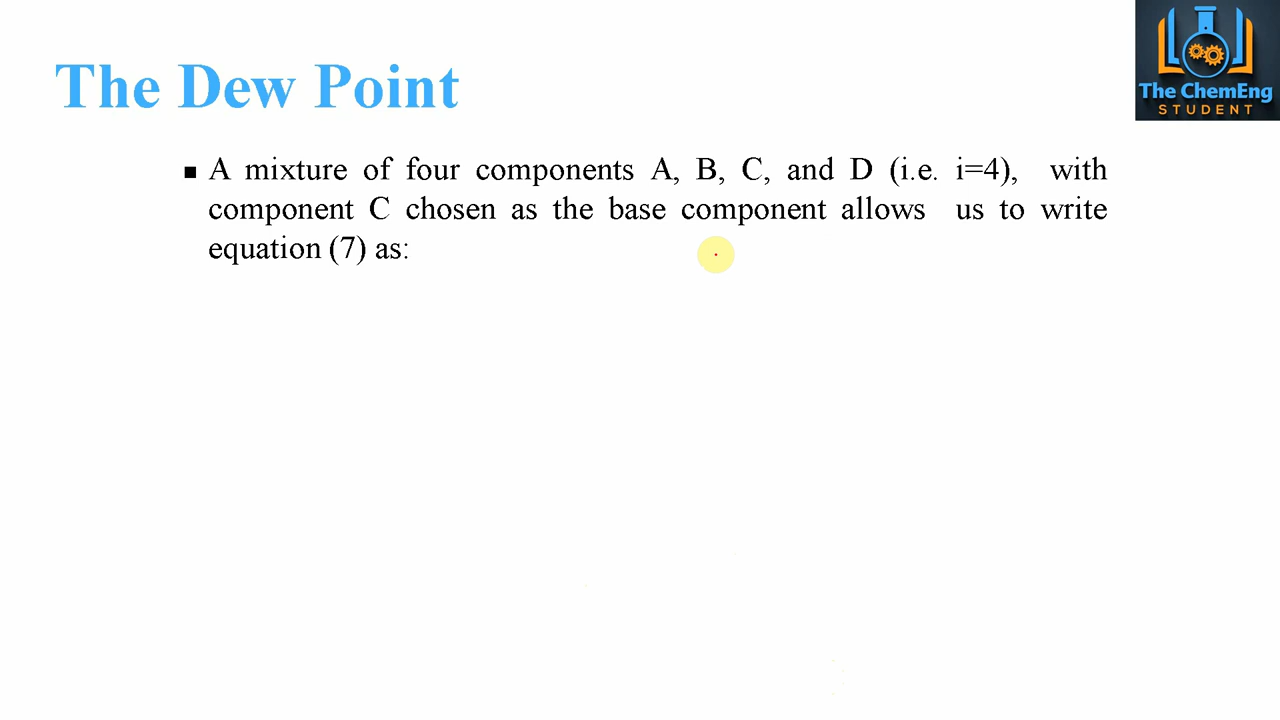 The Dew Point
The ChemEng
STUDENT
▪ A mixture of four components A, B, C, and D (i.e. i=4), with
component C chosen as the base component allows us to write
equation (7) as: